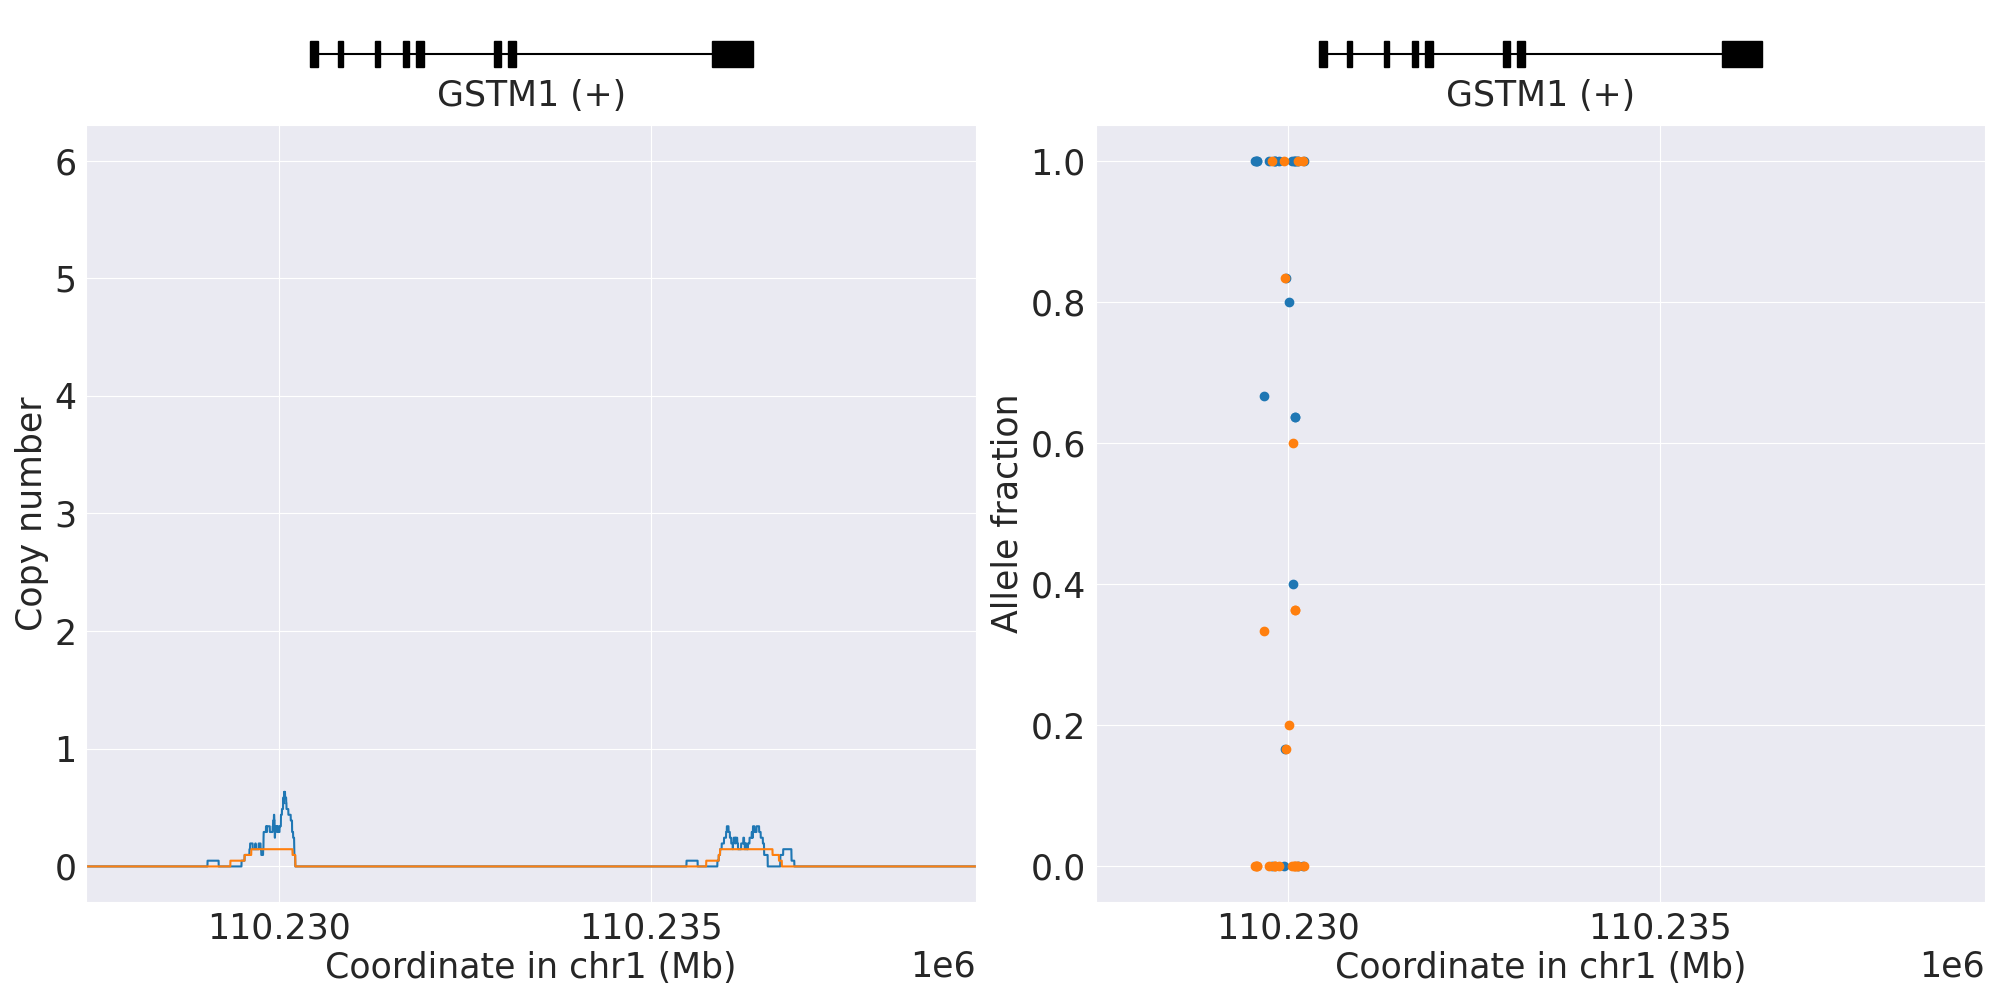 GSTM1 (+)
6
5
4
3
2
1
0
Copy number
110.230
110.235
Coordinate in chr1 (Mb)
1e6
GSTM1 (+)
1.0
0.8
0.6
0.4
0.2
0.0
Allele fraction
110.230
110.235
Coordinate in chr1 (Mb)
1e6